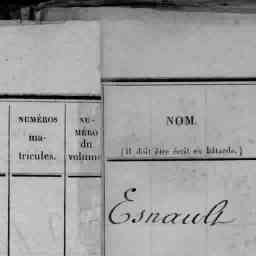 NUMÉROS
ma-
tricules.
NU-
MÉRO
du
volume
NOM.
(Il doit être écrit en bâtarde.)
Esnault